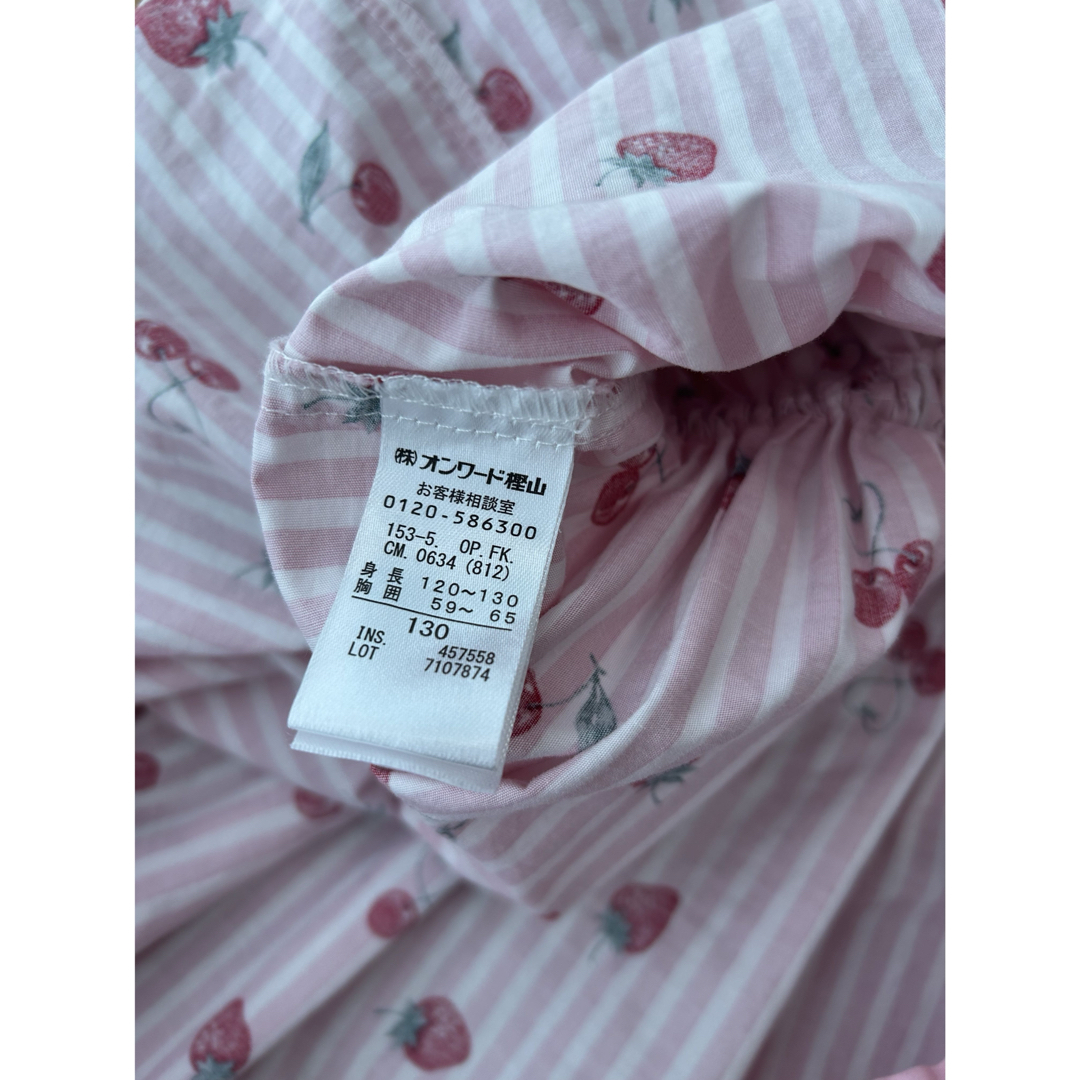 ㈱オンワード樫山
お客様相談室
0120-586300
153-5. OP.FK.
CM. 0634 (812)
身長 120〜130
胸囲 59〜 65
130
INS. 457558
LOT 7107874